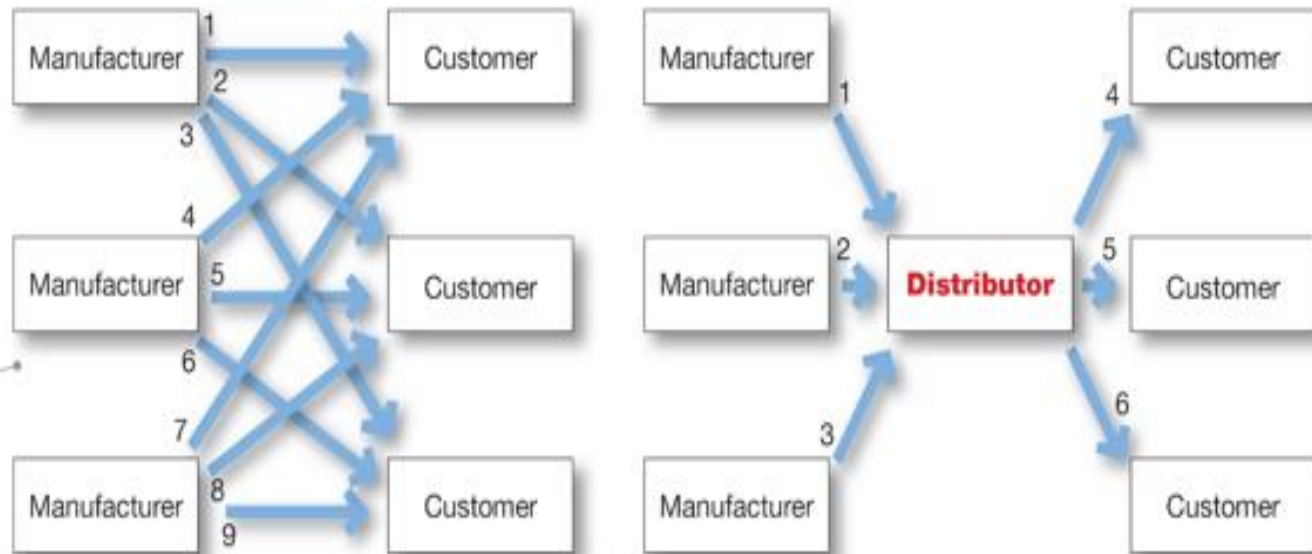 Manufacturer 1 Customer
2
3
4
Manufacturer 5 Customer
6
7
Manufacturer 8 Customer
9
Manufacturer 1
2
Manufacturer
3
Manufacturer
Distributor
4 Customer
5
Customer
6
Customer